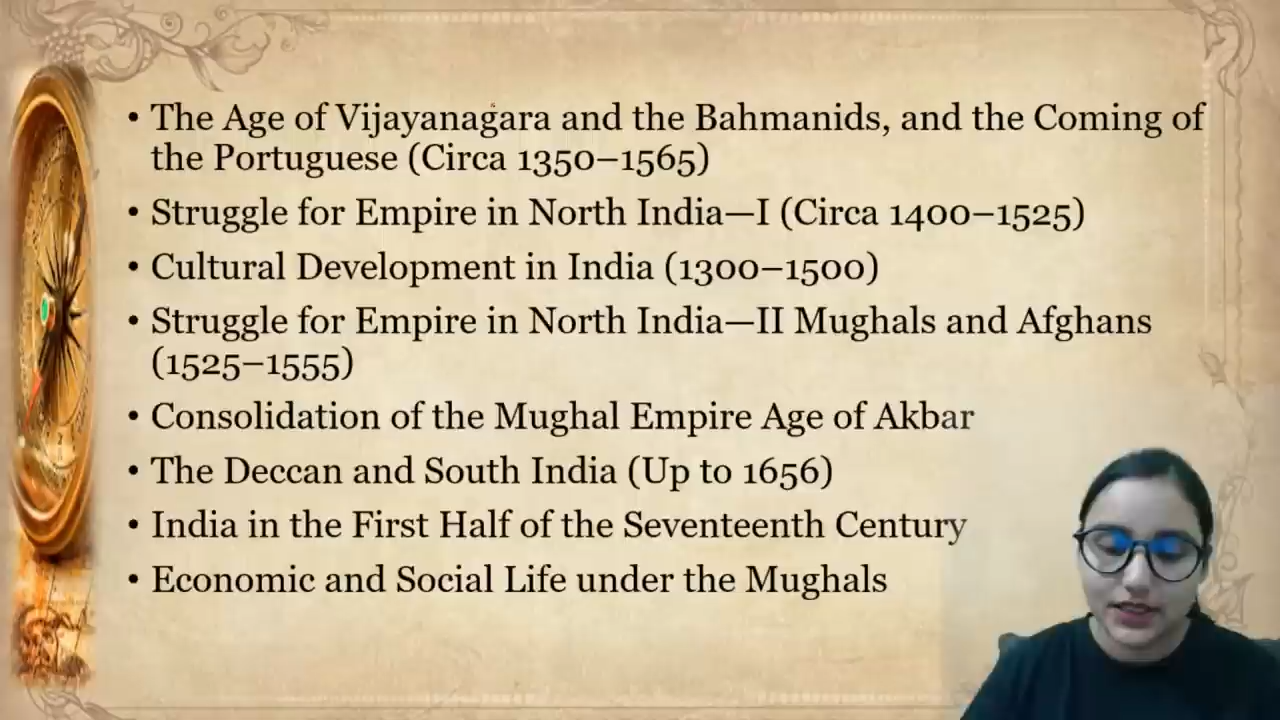 • The Age of Vijayanagara and the Bahmanids, and the Coming of
the Portuguese (Circa 1350–1565)
• Struggle for Empire in North India—I (Circa 1400–1525)
• Cultural Development in India (1300–1500)
• Struggle for Empire in North India—II Mughals and Afghans
(1525–1555)
• Consolidation of the Mughal Empire Age of Akbar
• The Deccan and South India (Up to 1656)
• India in the First Half of the Seventeenth Century
• Economic and Social Life under the Mughals